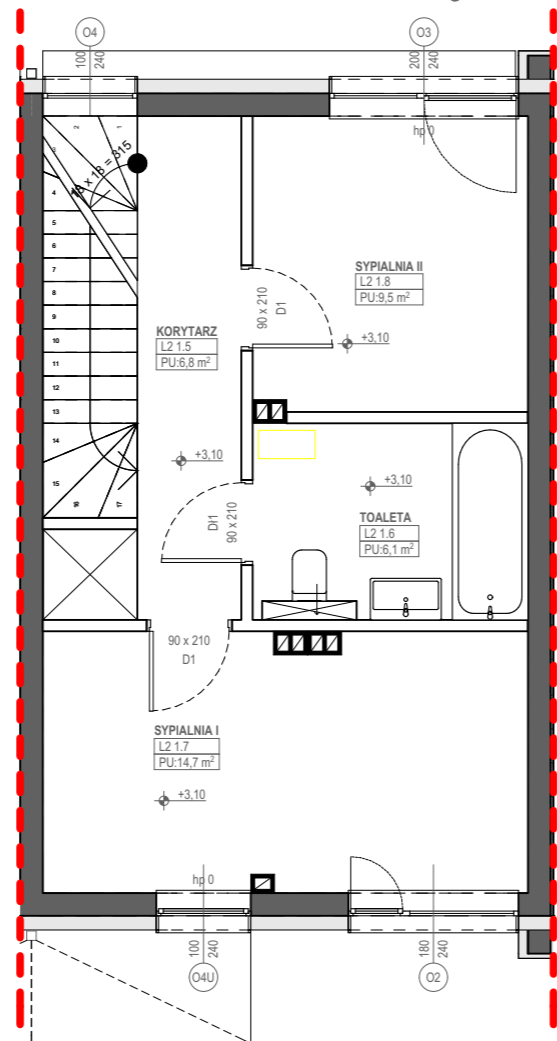 O4
O3
100
240
200
240
hp 0
18 x 18 = 315
1
2
3
4
5
6
7
8
9
10
11
12
13
14
15
16
17
SYPIALNIA II
L2 1.8
PU:9,5 m²
+3,10
90 x 210
D1
KORYTARZ
L2 1.5
PU:6,8 m²
+3,10
DI1
90 x 210
+3,10
TOALETA
L2 1.6
PU:6,1 m²
90 x 210
D1
SYPIALNIA I
L2 1.7
PU:14,7 m²
+3,10
hp 0
100
240
180
240
O4U
O2